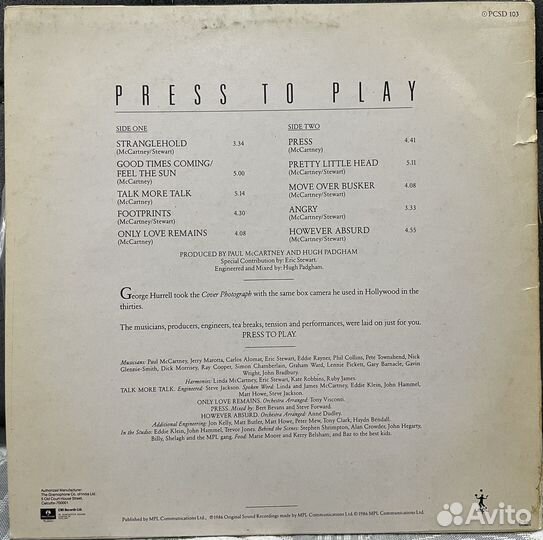 ℗ PCSD 103
PRESS TO PLAY
SIDE ONE
STRANGLEHOLD 3.34
(McCartney/Stewart)
GOOD TIMES COMING/
FEEL THE SUN 5.00
(McCartney)
TALK MORE TALK 5.14
(McCartney)
FOOTPRINTS 4.30
(McCartney/Stewart)
ONLY LOVE REMAINS 4.08
(McCartney)
SIDE TWO
PRESS 4.41
(McCartney)
PRETTY LITTLE HEAD 5.11
(McCartney/Stewart)
MOVE OVER BUSKER 4.08
(McCartney/Stewart)
ANGRY 3.33
(McCartney/Stewart)
HOWEVER ABSURD 4.55
(McCartney/Stewart)
PRODUCED BY PAUL McCARTNEY AND HUGH PADGHAM
Special Contribution by: Eric Stewart.
Engineered and Mixed by: Hugh Padgham.
George Hurrell took the Cover Photograph with the same box camera he used in Hollywood in the
thirties.
The musicians, producers, engineers, tea breaks, tension and performances, were laid on just for you.
PRESS TO PLAY.
Musicians: Paul McCartney, Jerry Marotta, Carlos Alomar, Eric Stewart, Eddie Rayner, Phil Collins, Pete Townshend, Nick
Glennie-Smith, Dick Morrisey, Ray Cooper, Simon Chamberlain, Graham Ward, Lennie Pickett, Gary Barnacle, Gavin
Wright, John Bradbury.
Harmonies: Linda McCartney, Eric Stewart, Kate Robbins, Ruby James.
TALK MORE TALK. Engineered: Steve Jackson. Spoken Word: Linda and James McCartney, Eddie Klein, John Hammel,
Matt Howe, Steve Jackson.
ONLY LOVE REMAINS. Orchestra Arranged: Tony Visconti.
PRESS. Mixed by: Bert Bevans and Steve Forward.
HOWEVER ABSURD. Orchestra Arranged: Anne Dudley.
Additional Engineering: Jon Kelly, Matt Butler, Matt Howe, Peter Mew, Tony Clark, Haydn Bendall.
In the Studio: Eddie Klein, John Hammel, Trevor Jones. Behind the Scenes: Stephen Shrimpton, Alan Crowder, John Hegarty,
Billy, Shelagh and the MPL gang. Food: Marie Moore and Kerry Belsham; and Baz to the best kids.
Authorized Manufacturer:
The Gramophone Co. of India Ltd.
5 Old Court House Street,
Calcutta-700001.
EMI Records Ltd.
Published by MPL Communications Ltd., ℗1986 Original Sound Recordings made by MPL Communications Ltd. ©1986 MPL Communications Ltd.
Avito